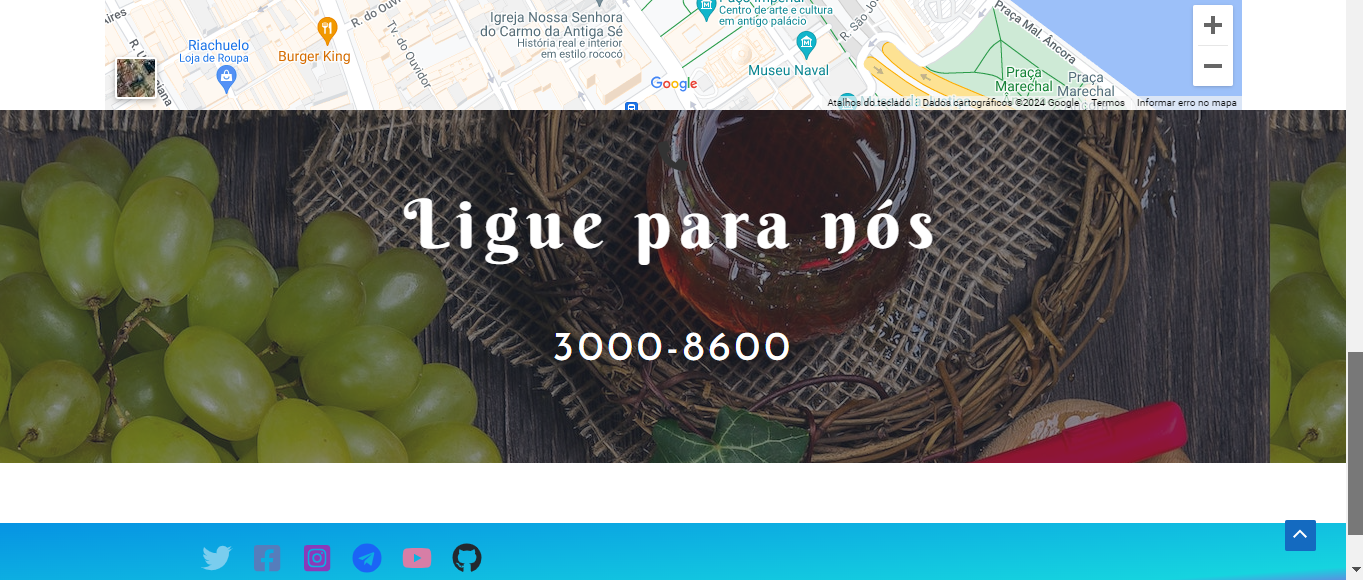 R. do Ouvidor
Tv. do Ouvidor
Riachuelo
Loja de Roupa
Burger King
Igreja Nossa Senhora
do Carmo da Antiga Sé
História real e interior
em estilo rococó
Paço Imperial
Centro de arte e cultura
em antigo palácio
Museu Naval
R. São José
Praça Mal. Âncora
Praça
Marechal
Praça
Marechal
Google
Atalhos do teclado
Dados cartográficos ©2024 Google
Termos
Informar erro no mapa
Ligue para nós
3000-8600